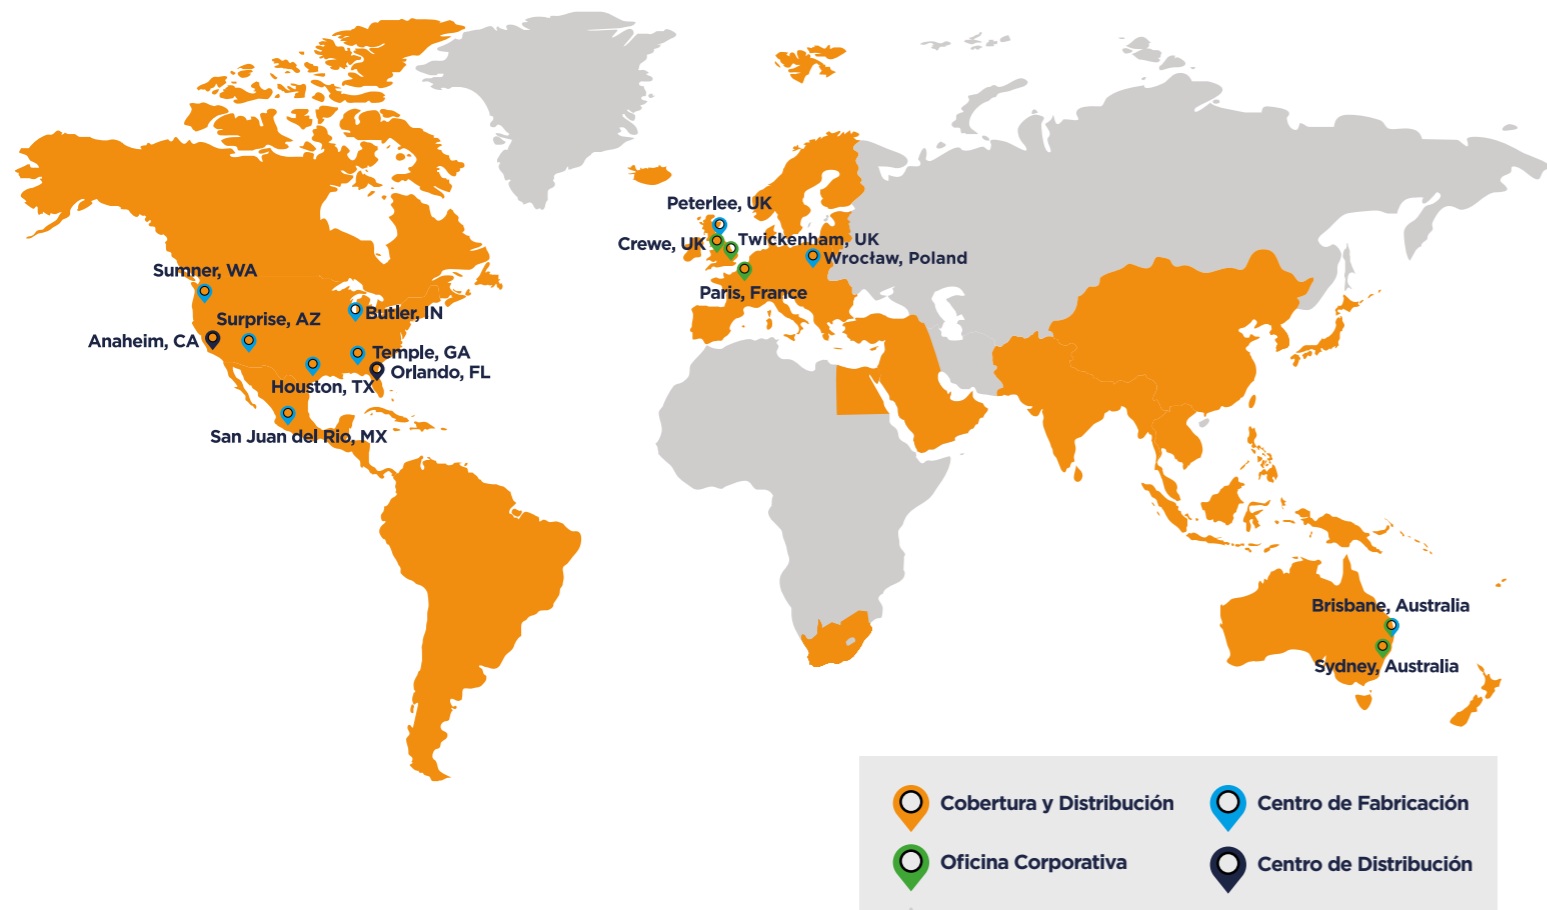 Peterlee, UK
Crewe, UK
Twickenham, UK
Wrocław, Poland
Paris, France
Sumner, WA
Butler, IN
Surprise, AZ
Anaheim, CA
Temple, GA
Orlando, FL
Houston, TX
San Juan del Rio, MX
Brisbane, Australia
Sydney, Australia
Cobertura y Distribución
Centro de Fabricación
Oficina Corporativa
Centro de Distribución